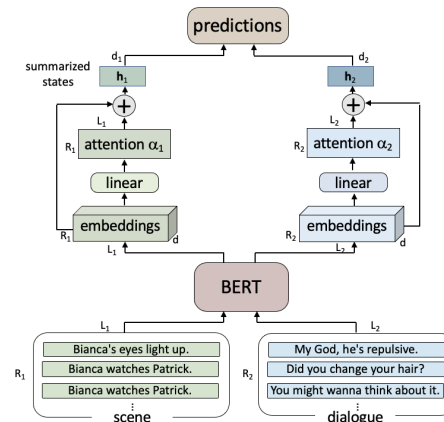 predictions
d₁
d₂
summarized
states
h₁
h₂
+
+
L₁
L₂
R₁
attention α₁
R₂
attention α₂
linear
linear
R₁
embeddings
d
R₂
embeddings
d
L₁
L₂
BERT
L₁
L₂
R₁
Bianca's eyes light up.
Bianca watches Patrick.
Bianca watches Patrick.
⋮
scene
R₂
My God, he's repulsive.
Did you change your hair?
You might wanna think about it.
⋮
dialogue